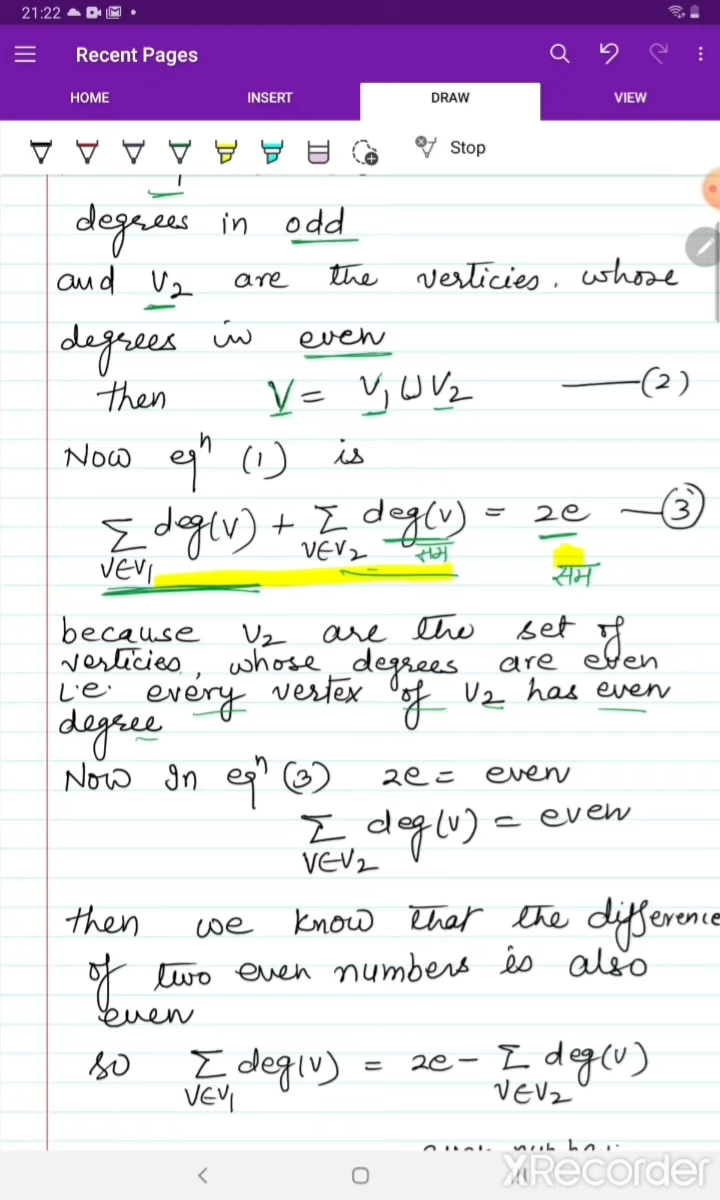 21:22
Recent Pages
HOME INSERT DRAW VIEW
Stop
degrees in odd
and V₂ are the verticies. whose
degrees in even
then V = V₁ ∪ V₂ —(2)
Now eqⁿ (1) is
Σ deg(v) + Σ deg(v) = 2e —(3)
V∈V₁ V∈V₂ सम सम
because V₂ are the set of
verticies, whose degrees are even
i.e. every vertex of V₂ has even
degree
Now In eqⁿ (3) 2e = even
Σ deg(v) = even
V∈V₂
then we know that the difference
of two even numbers is also
even
so Σ deg(v) = 2e - Σ deg(v)
V∈V₁ V∈V₂
XRecorder